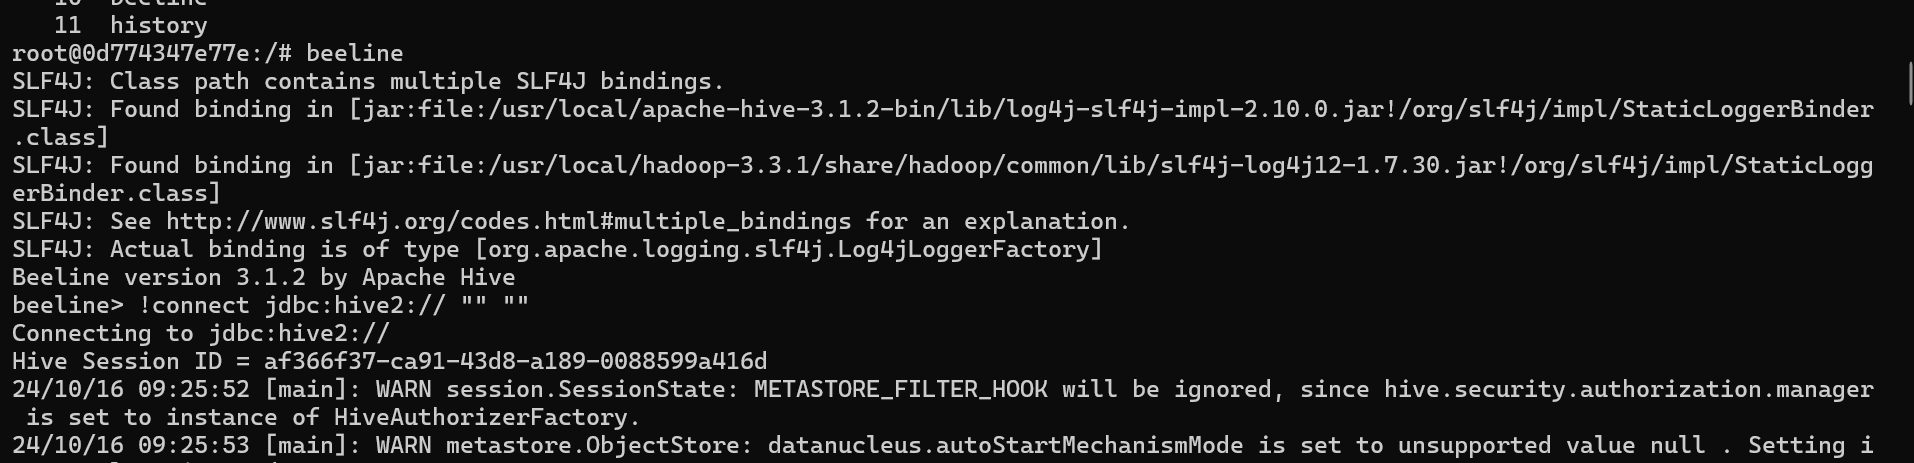 11  history
root@0d774347e77e:/# beeline
SLF4J: Class path contains multiple SLF4J bindings.
SLF4J: Found binding in [jar:file:/usr/local/apache-hive-3.1.2-bin/lib/log4j-slf4j-impl-2.10.0.jar!/org/slf4j/impl/StaticLoggerBinder
.class]
SLF4J: Found binding in [jar:file:/usr/local/hadoop-3.3.1/share/hadoop/common/lib/slf4j-log4j12-1.7.30.jar!/org/slf4j/impl/StaticLogg
erBinder.class]
SLF4J: See http://www.slf4j.org/codes.html#multiple_bindings for an explanation.
SLF4J: Actual binding is of type [org.apache.logging.slf4j.Log4jLoggerFactory]
Beeline version 3.1.2 by Apache Hive
beeline> !connect jdbc:hive2:// "" ""
Connecting to jdbc:hive2://
Hive Session ID = af366f37-ca91-43d8-a189-0088599a416d
24/10/16 09:25:52 [main]: WARN session.SessionState: METASTORE_FILTER_HOOK will be ignored, since hive.security.authorization.manager
 is set to instance of HiveAuthorizerFactory.
24/10/16 09:25:53 [main]: WARN metastore.ObjectStore: datanucleus.autoStartMechanismMode is set to unsupported value null . Setting i